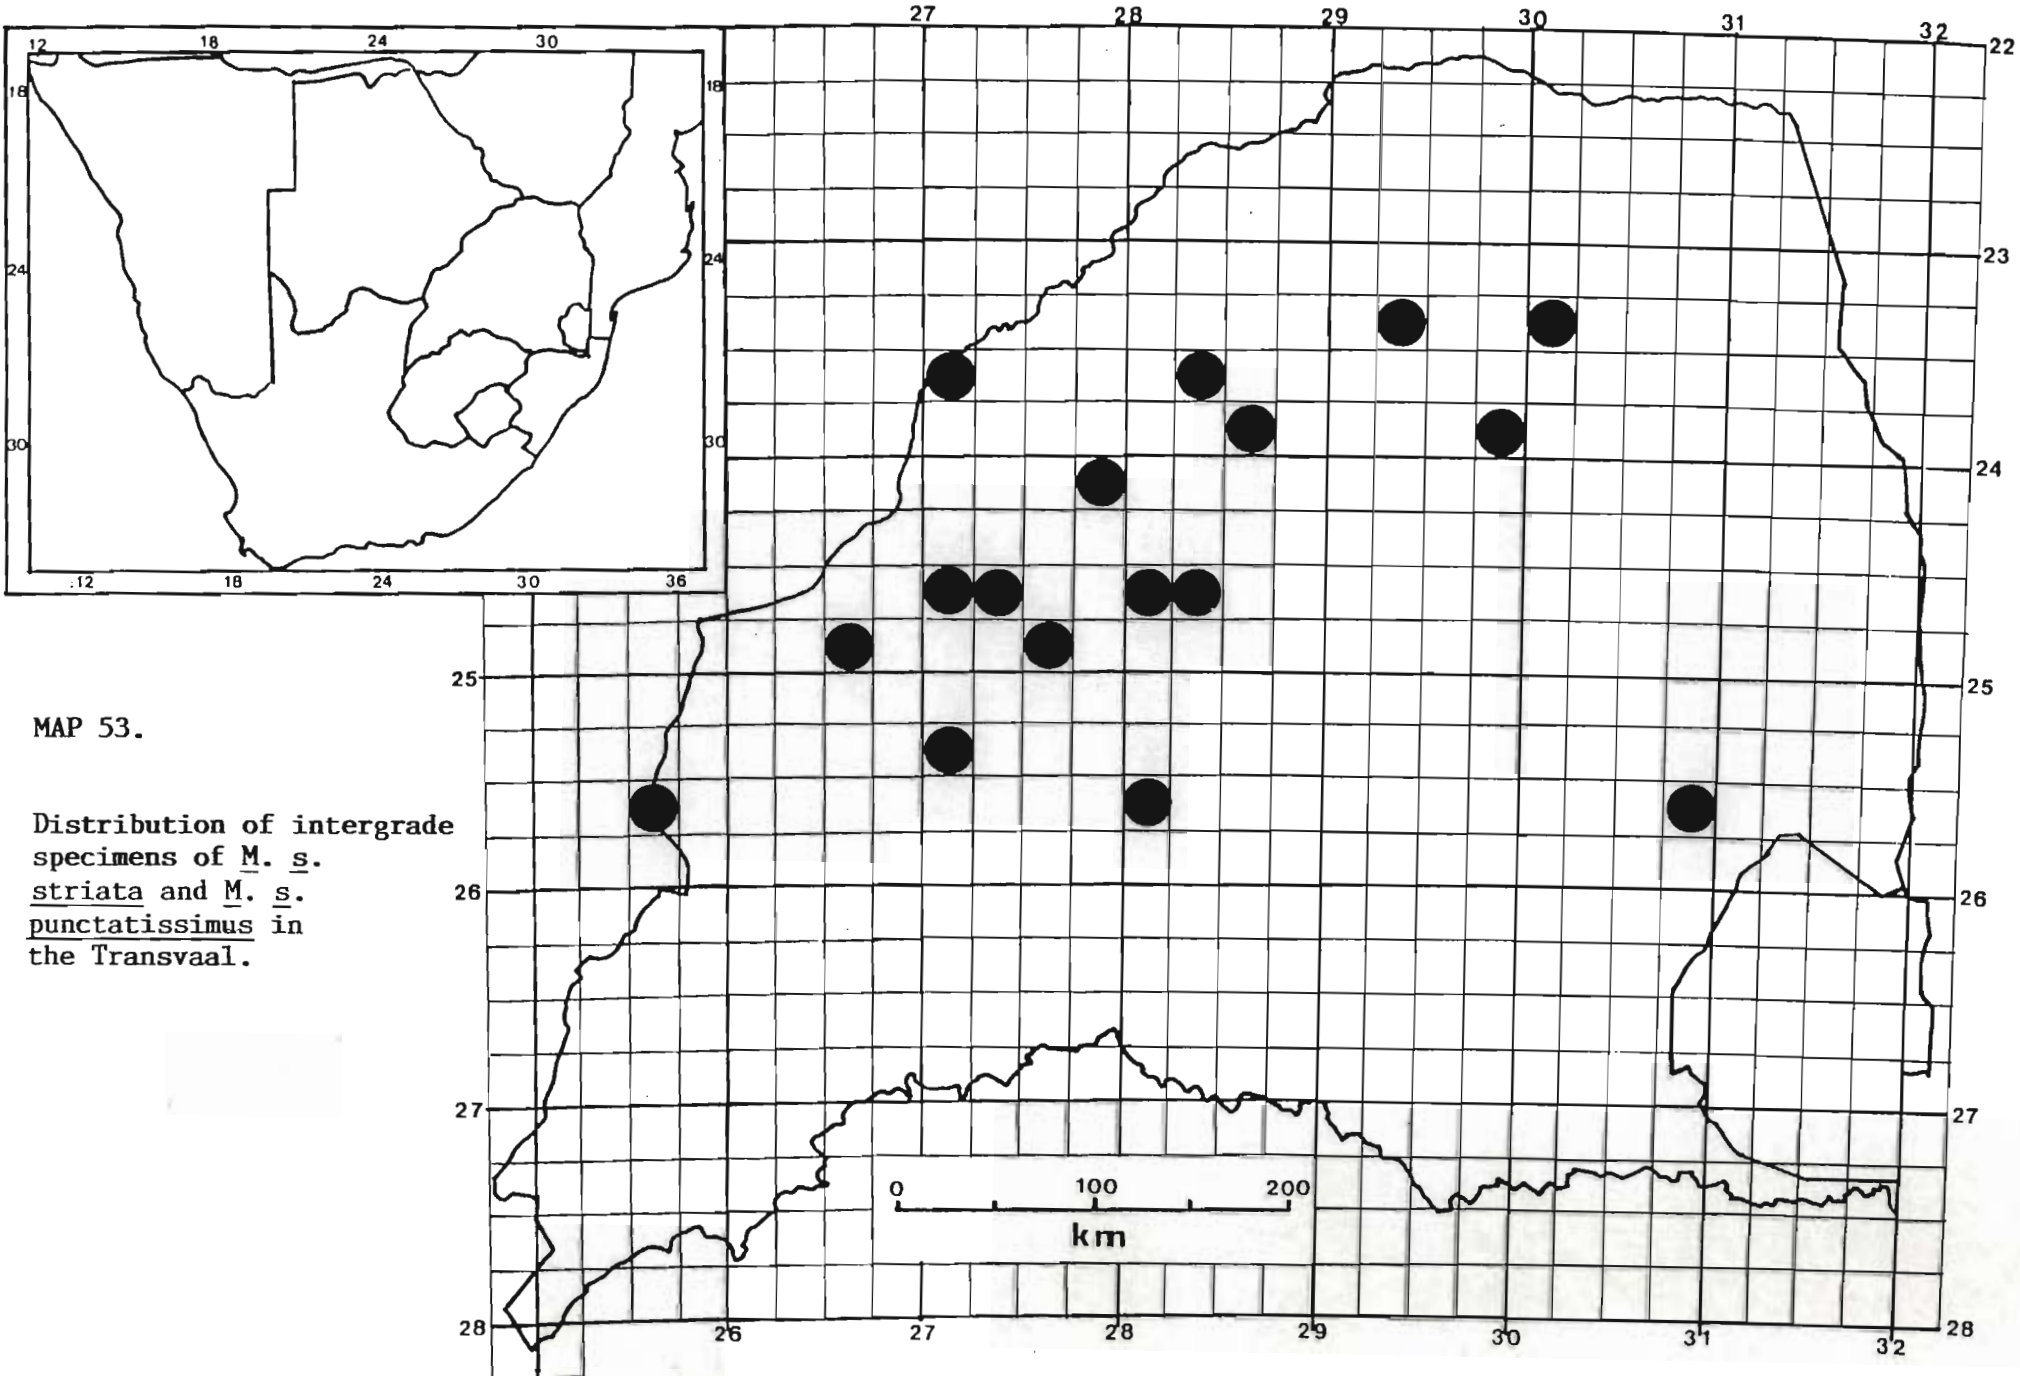 27 28 29 30 31 32
22
12 18 24 30
18 18
24 24
30 30
12 18 24 30 36
23
24
25 25
MAP 53.
Distribution of intergrade
specimens of M. s.
striata and M. s.
punctatissimus in
the Transvaal.
26 26
27 27
0 100 200
km
28 28
26 27 28 29 30 31 32